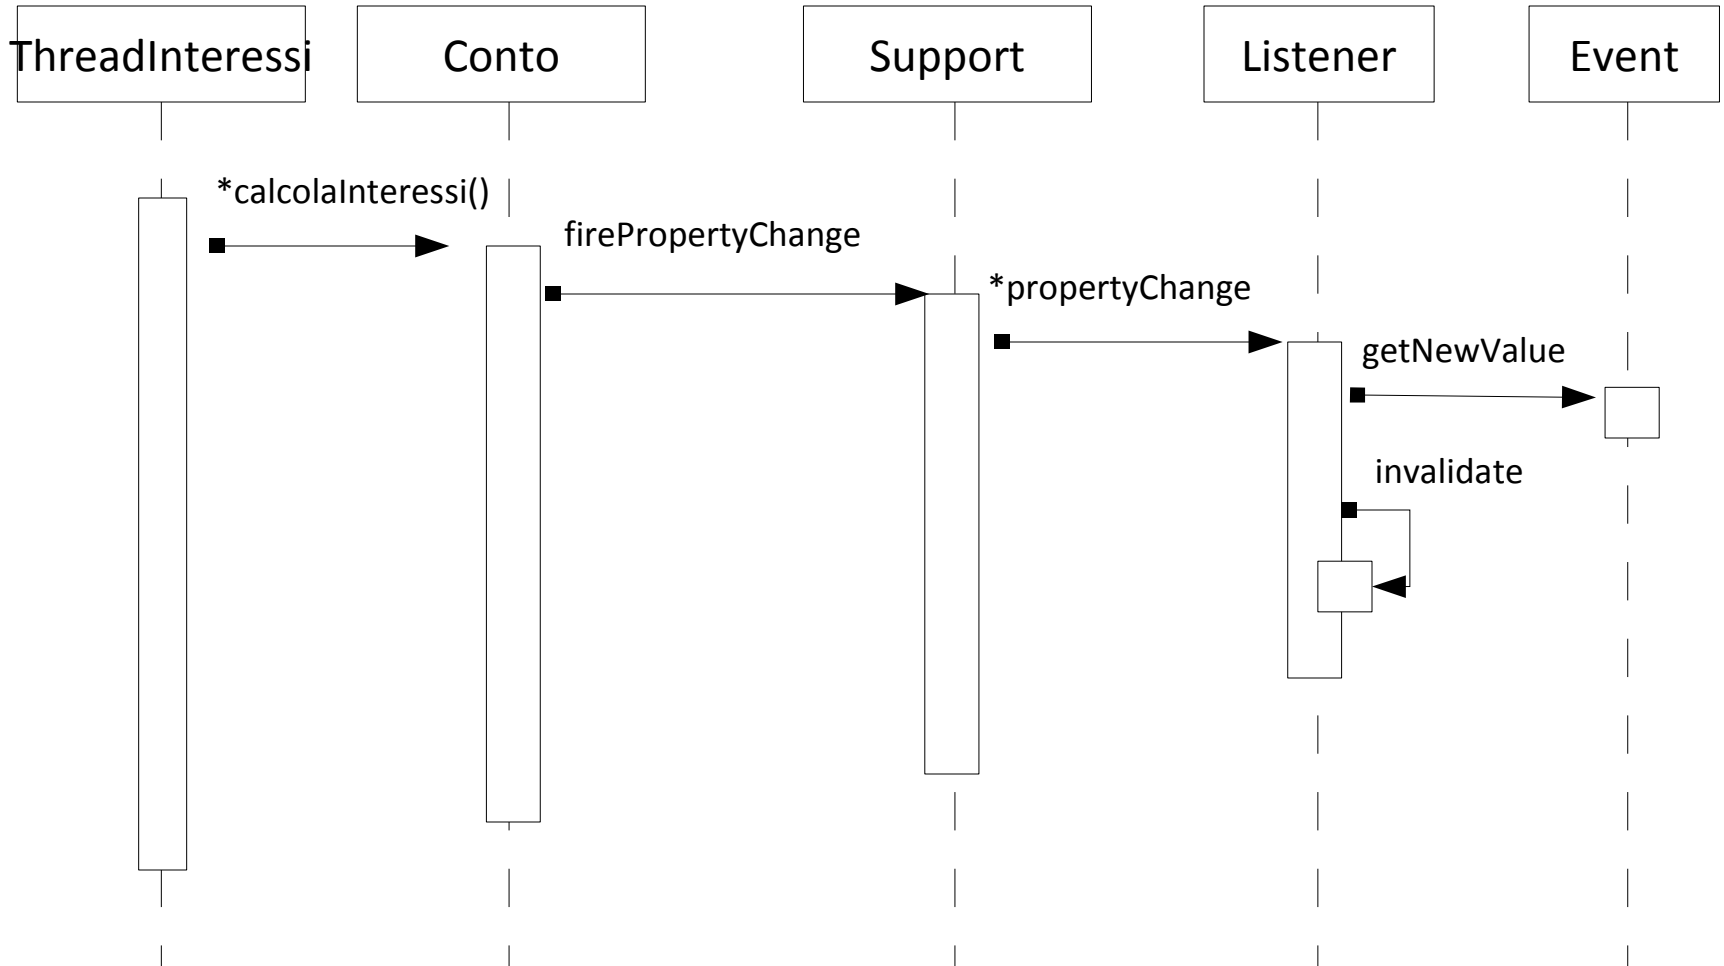 ThreadInteressi
Conto
Support
Listener
Event
*calcolaInteressi()
firePropertyChange
*propertyChange
getNewValue
invalidate